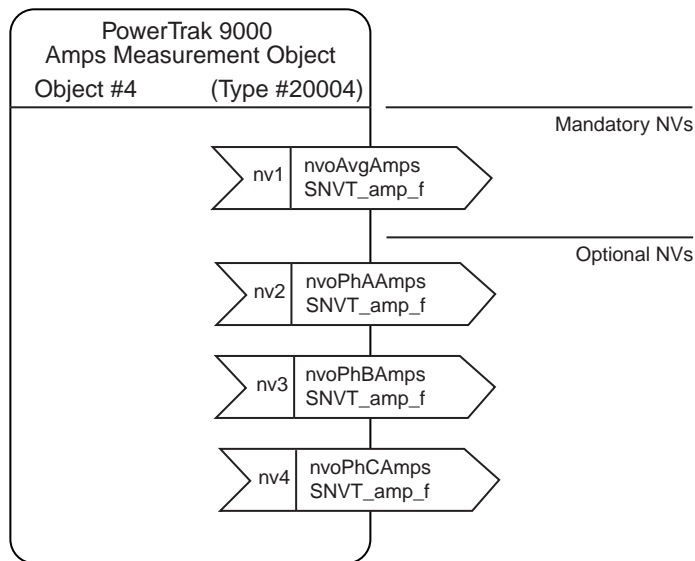 PowerTrak 9000
Amps Measurement Object
Object #4 (Type #20004)
Mandatory NVs
nv1 nvoAvgAmps
SNVT_amp_f
Optional NVs
nv2 nvoPhAAmps
SNVT_amp_f
nv3 nvoPhBAmps
SNVT_amp_f
nv4 nvoPhCAmps
SNVT_amp_f